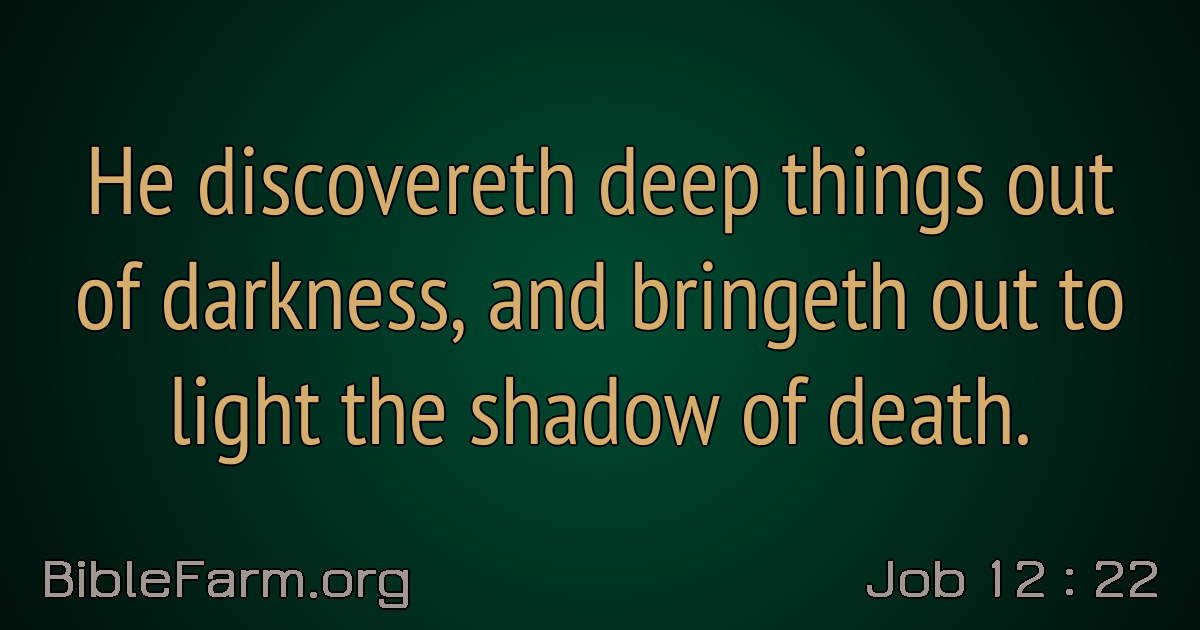 He discovereth deep things out
of darkness, and bringeth out to
light the shadow of death.
BibleFarm.org
Job 12 : 22